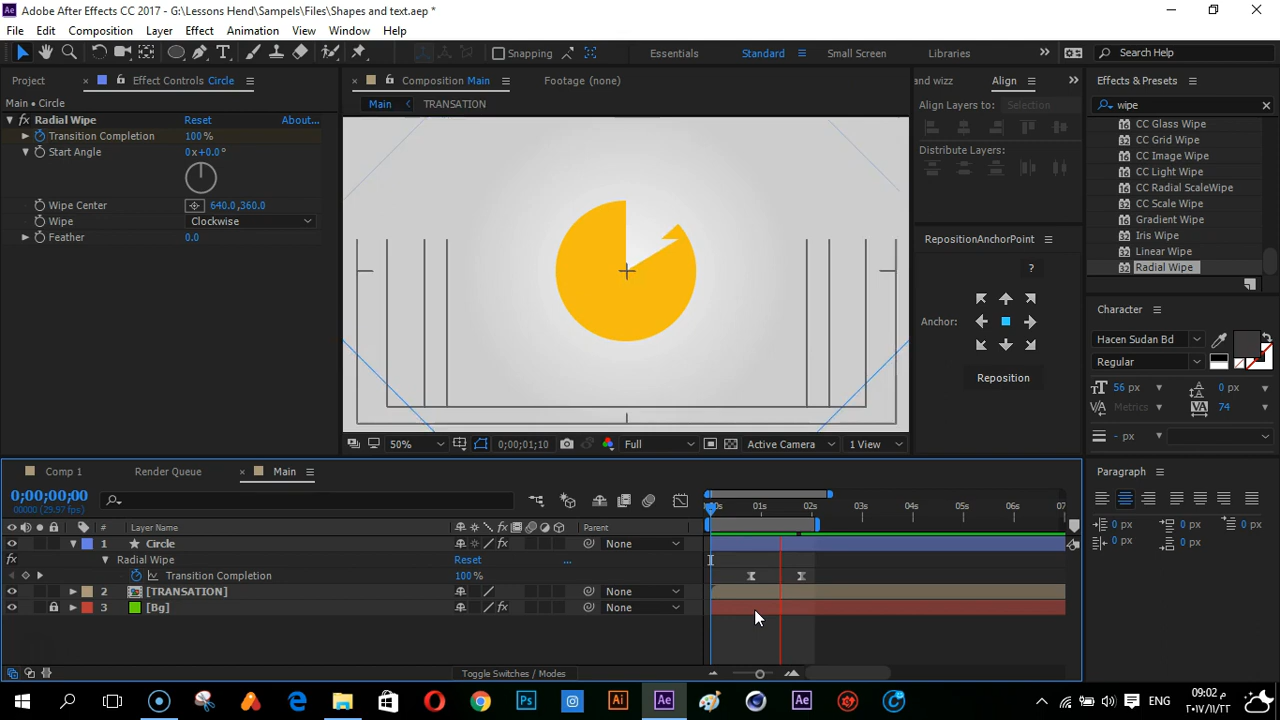 Adobe After Effects CC 2017 - G:\Lessons Hend\Sampels\Files\Shapes and text.aep *
File Edit Composition Layer Effect Animation View Window Help
Snapping Essentials Standard Small Screen Libraries Search Help
Project Effect Controls Circle Composition Main Footage (none) and wizz Align Effects & Presets
Main • Circle
Main TRANSATION
Align Layers to: Selection
wipe
Radial Wipe Reset About...
Transition Completion 100 %
Start Angle 0x+0.0°
Wipe Center 640.0,360.0
Wipe Clockwise
Feather 0.0
Distribute Layers:
CC Glass Wipe
CC Grid Wipe
CC Image Wipe
CC Light Wipe
CC Radial ScaleWipe
CC Scale Wipe
Gradient Wipe
Iris Wipe
Linear Wipe
Radial Wipe
RepositionAnchorPoint
?
Anchor:
Reposition
Character
Hacen Sudan Bd
Regular
56 px 0 px
Metrics 74
- px
50% 0;00;01;10 Full Active Camera 1 View
Comp 1 Render Queue Main
Paragraph
0;00;00;00
00000 (29.97 fps)
:00s 01s 02s 03s 04s 05s 06s 07
# Layer Name Parent
1 Circle None
Radial Wipe Reset ...
Transition Completion 100 %
2 [TRANSATION] None
3 [Bg] None
0 px 0 px 0 px
0 px 0 px
Toggle Switches / Modes
ENG
09:02 م
٢٠١٧/١١/٢٢